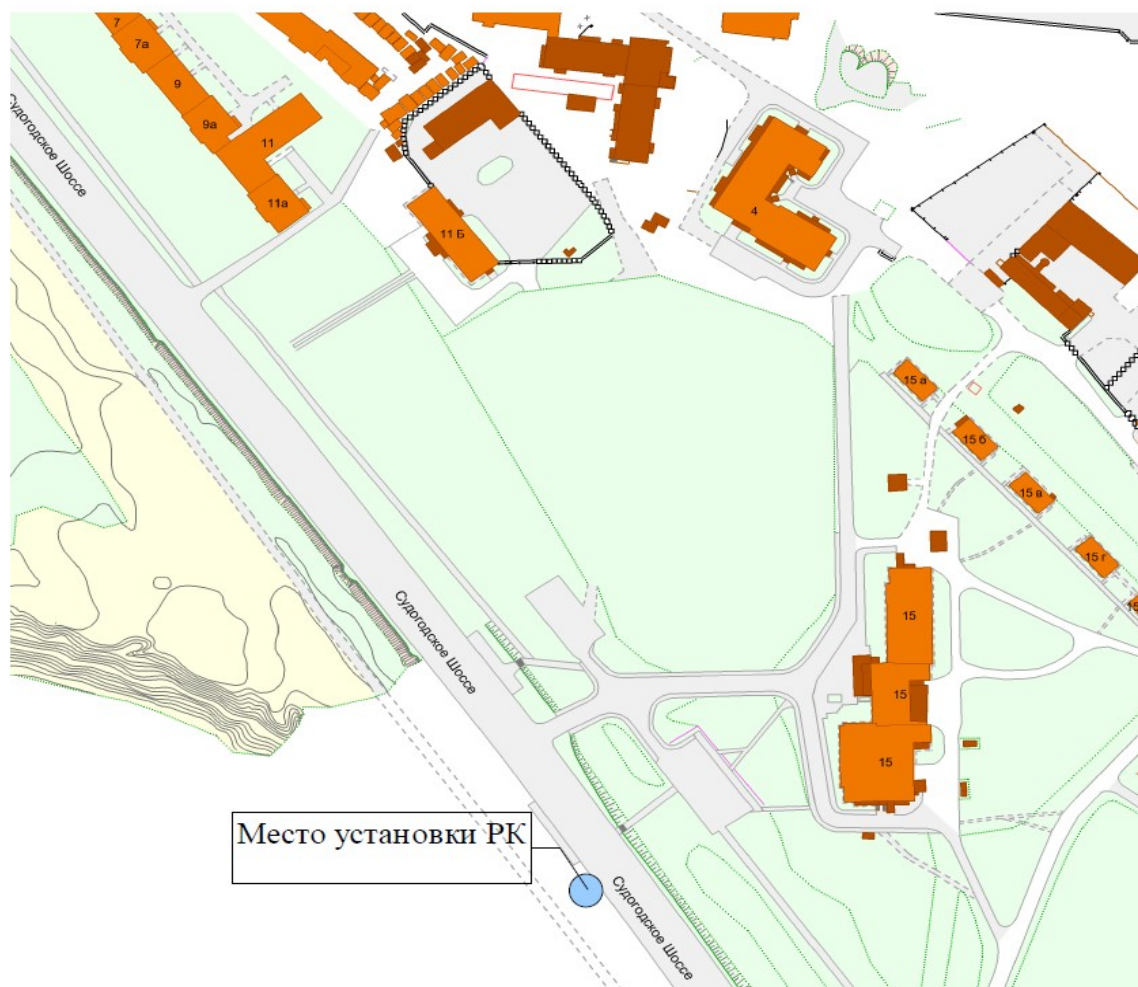 7
7а
9
9а
11
11а
11 Б
4
Судогодское Шоссе
15 а
15 б
15 в
15 г
15
15
15
15
Судогодское Шоссе
Место установки РК
Судогодское Шоссе